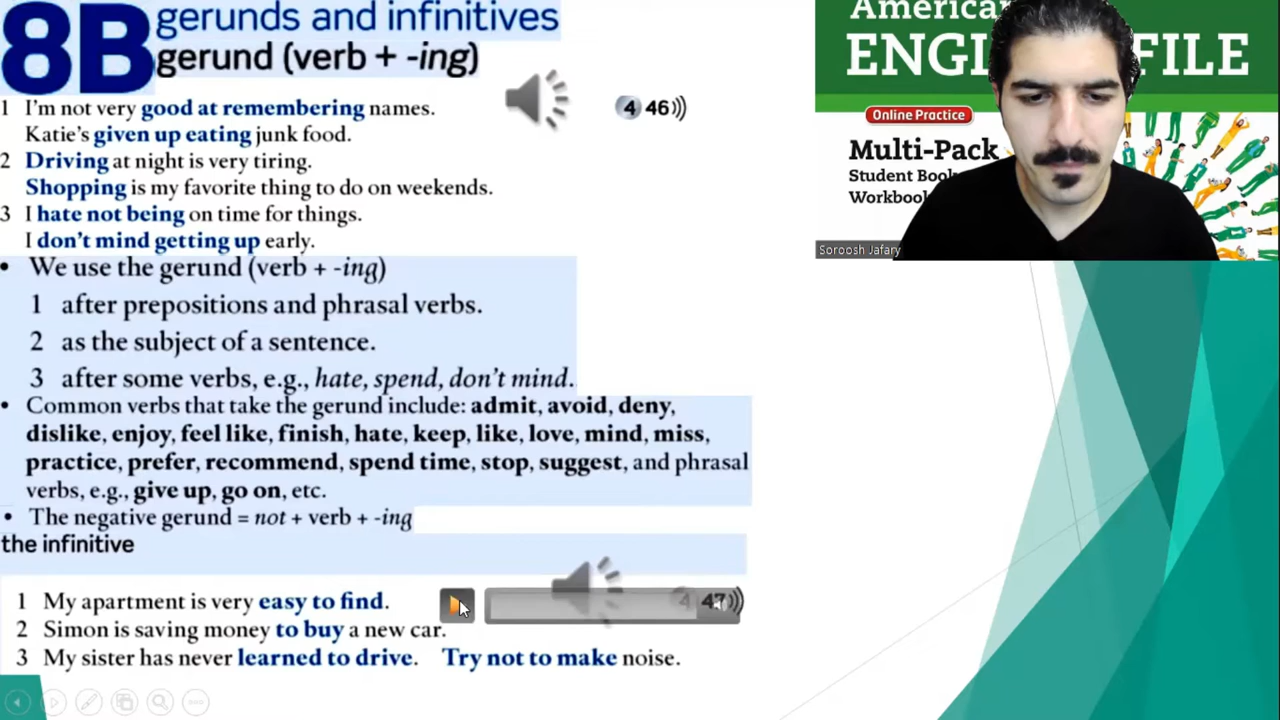 8B gerunds and infinitives
gerund (verb + -ing)
4 46
1 I'm not very good at remembering names.
Katie's given up eating junk food.
2 Driving at night is very tiring.
Shopping is my favorite thing to do on weekends.
3 I hate not being on time for things.
I don't mind getting up early.
• We use the gerund (verb + -ing)
1 after prepositions and phrasal verbs.
2 as the subject of a sentence.
3 after some verbs, e.g., hate, spend, don't mind.
• Common verbs that take the gerund include: admit, avoid, deny,
dislike, enjoy, feel like, finish, hate, keep, like, love, mind, miss,
practice, prefer, recommend, spend time, stop, suggest, and phrasal
verbs, e.g., give up, go on, etc.
• The negative gerund = not + verb + -ing
the infinitive
4 47
1 My apartment is very easy to find.
2 Simon is saving money to buy a new car.
3 My sister has never learned to drive. Try not to make noise.
American
ENGL FILE
Online Practice
Multi-Pack
Student Boo
Workbook
Soroosh Jafary